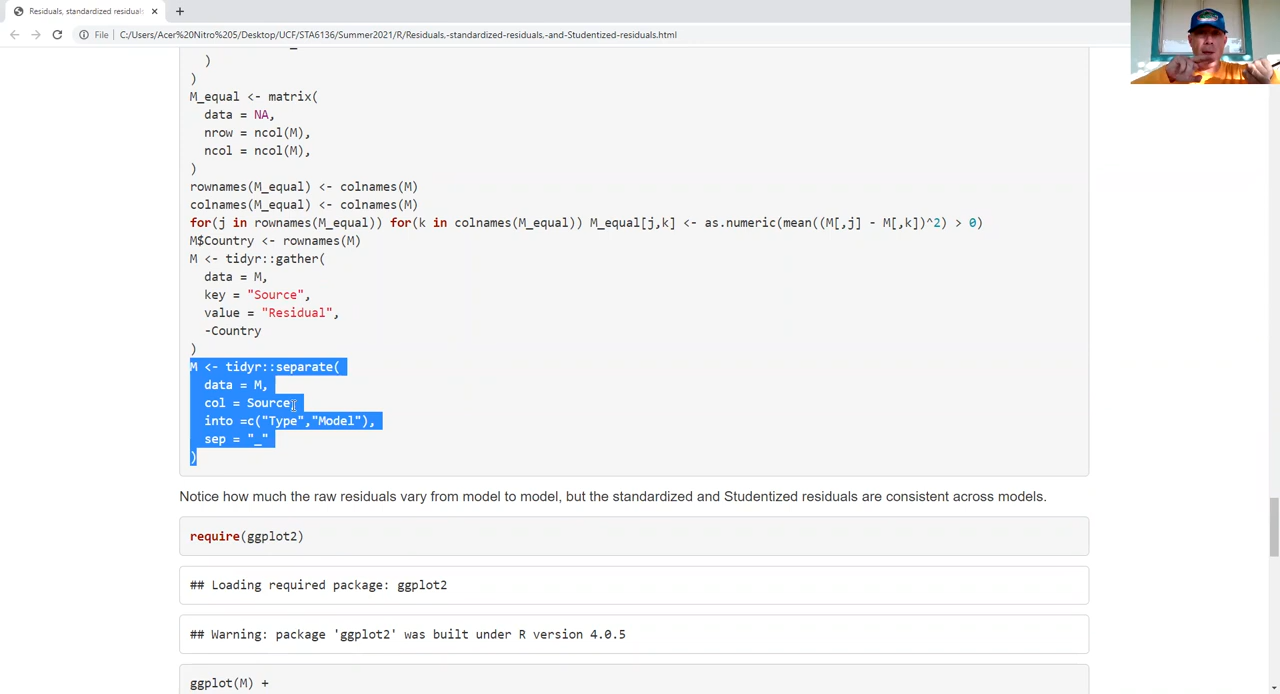 Residuals, standardized residuals
File
C:/Users/Acer%20Nitro%205/Desktop/UCF/STA6136/Summer2021/R/Residuals,-standardized-residuals,-and-Studentized-residuals.html
)
)
M_equal <- matrix(
data = NA,
nrow = ncol(M),
ncol = ncol(M),
)
rownames(M_equal) <- colnames(M)
colnames(M_equal) <- colnames(M)
for(j in rownames(M_equal)) for(k in colnames(M_equal)) M_equal[j,k] <- as.numeric(mean((M[,j] - M[,k])^2) > 0)
M$Country <- rownames(M)
M <- tidyr::gather(
data = M,
key = "Source",
value = "Residual",
-Country
)
M <- tidyr::separate(
data = M,
col = Source,
into =c("Type","Model"),
sep = "_"
)
Notice how much the raw residuals vary from model to model, but the standardized and Studentized residuals are consistent across models.
require(ggplot2)
## Loading required package: ggplot2
## Warning: package 'ggplot2' was built under R version 4.0.5
ggplot(M) +